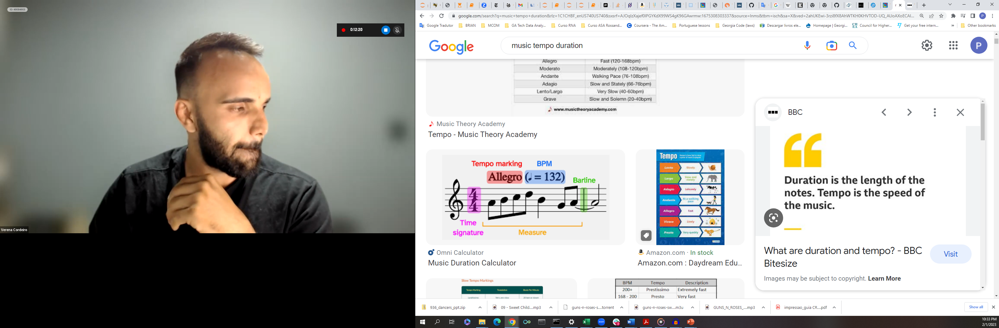 ID: 49084903
0:12:20
Verena Cordeiro
google.com/search?q=music+tempo+duration&rlz=1C1CHBF_enUS740US740&sxsrf=AJOqlzXajef0lPGYKdX99WS4gK96GAwrmw:1675308303337&source=lnms&tbm=isch&sa=X&ved=2ahUKEwi-3rzi8fX8AhWTKH0KHVTOD-UQ_AUoAXoECAI...
Google Tradutor
BRIAN
MCOM
GA Tech Data Analy...
Curso RNA
Curso ASA Rossand...
Coursera - The Am...
Portuguese lessons
Georgia Code (laws)
Descargar livros ele...
Homepage | Georgi...
Council for Higher...
Get your free intern...
»
Other bookmarks
Google
music tempo duration
P
Allegro Fast (120-168bpm)
Moderato Moderately (108-120bpm)
Andante Walking Pace (76-108bpm)
Adagio Slow and Stately (66-76bpm)
Lento/Largo Very Slow (40-60bpm)
Grave Slow and Solemn (20-40bpm)
www.musictheoryacademy.com
Music Theory Academy
Tempo - Music Theory Academy
Tempo marking BPM
Allegro (♩ = 132)
Barline
4
4
Time
signature
Measure
Omni Calculator
Music Duration Calculator
Tempo
Lento Slowly
Largo Slow and stately
Adagio Leisurely
Andante At a walking pace
Allegro Fast
Vivace Lively
Presto Very quickly
Amazon.com · In stock
Amazon.com : Daydream Edu...
Slow Tempo Markings
Tempo Marking Translation Beats Per Minute
BPM Tempo Description
200+ Prestissimo Extremely fast
168 - 200 Presto Very fast
BBC
Duration is the length of the
notes. Tempo is the speed of
the music.
What are duration and tempo? - BBC
Bitesize
Visit
Images may be subject to copyright. Learn More
936_dancers_ppt.zip
09 - Sweet Child....mp3
guns-n-roses-s....torrent
guns-n-roses-sw....m3u
GUNS_N_ROSES_....mp3
impressao_guia CR....pdf
Show all
10:33 PM
2/1/2023